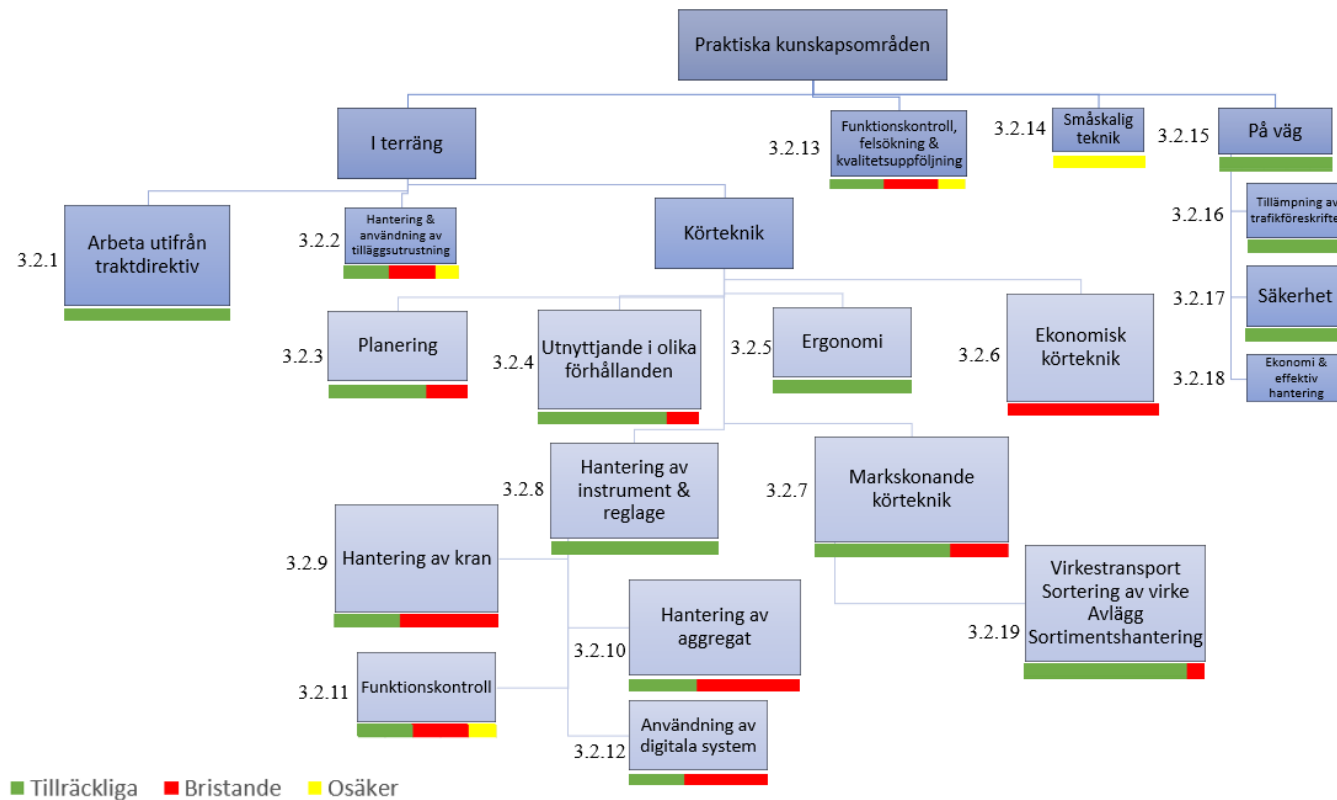 Praktiska kunskapsområden
I terräng
3.2.13
Funktionskontroll,
felsökning &
kvalitetsuppföljning
3.2.14
Småskalig
teknik
3.2.15
På väg
3.2.1
Arbeta utifrån
traktdirektiv
3.2.2
Hantering &
användning av
tilläggsutrustning
Körteknik
3.2.16
Tillämpning av
trafikföreskrifter
3.2.17
Säkerhet
3.2.18
Ekonomi &
effektiv
hantering
3.2.3
Planering
3.2.4
Utnyttjande i olika
förhållanden
3.2.5
Ergonomi
3.2.6
Ekonomisk
körteknik
3.2.8
Hantering av
instrument &
reglage
3.2.7
Markskonande
körteknik
3.2.9
Hantering av kran
3.2.10
Hantering av
aggregat
3.2.19
Virkestransport
Sortering av virke
Avlägg
Sortimentshantering
3.2.11
Funktionskontroll
3.2.12
Användning av
digitala system
Tillräckliga
Bristande
Osäker